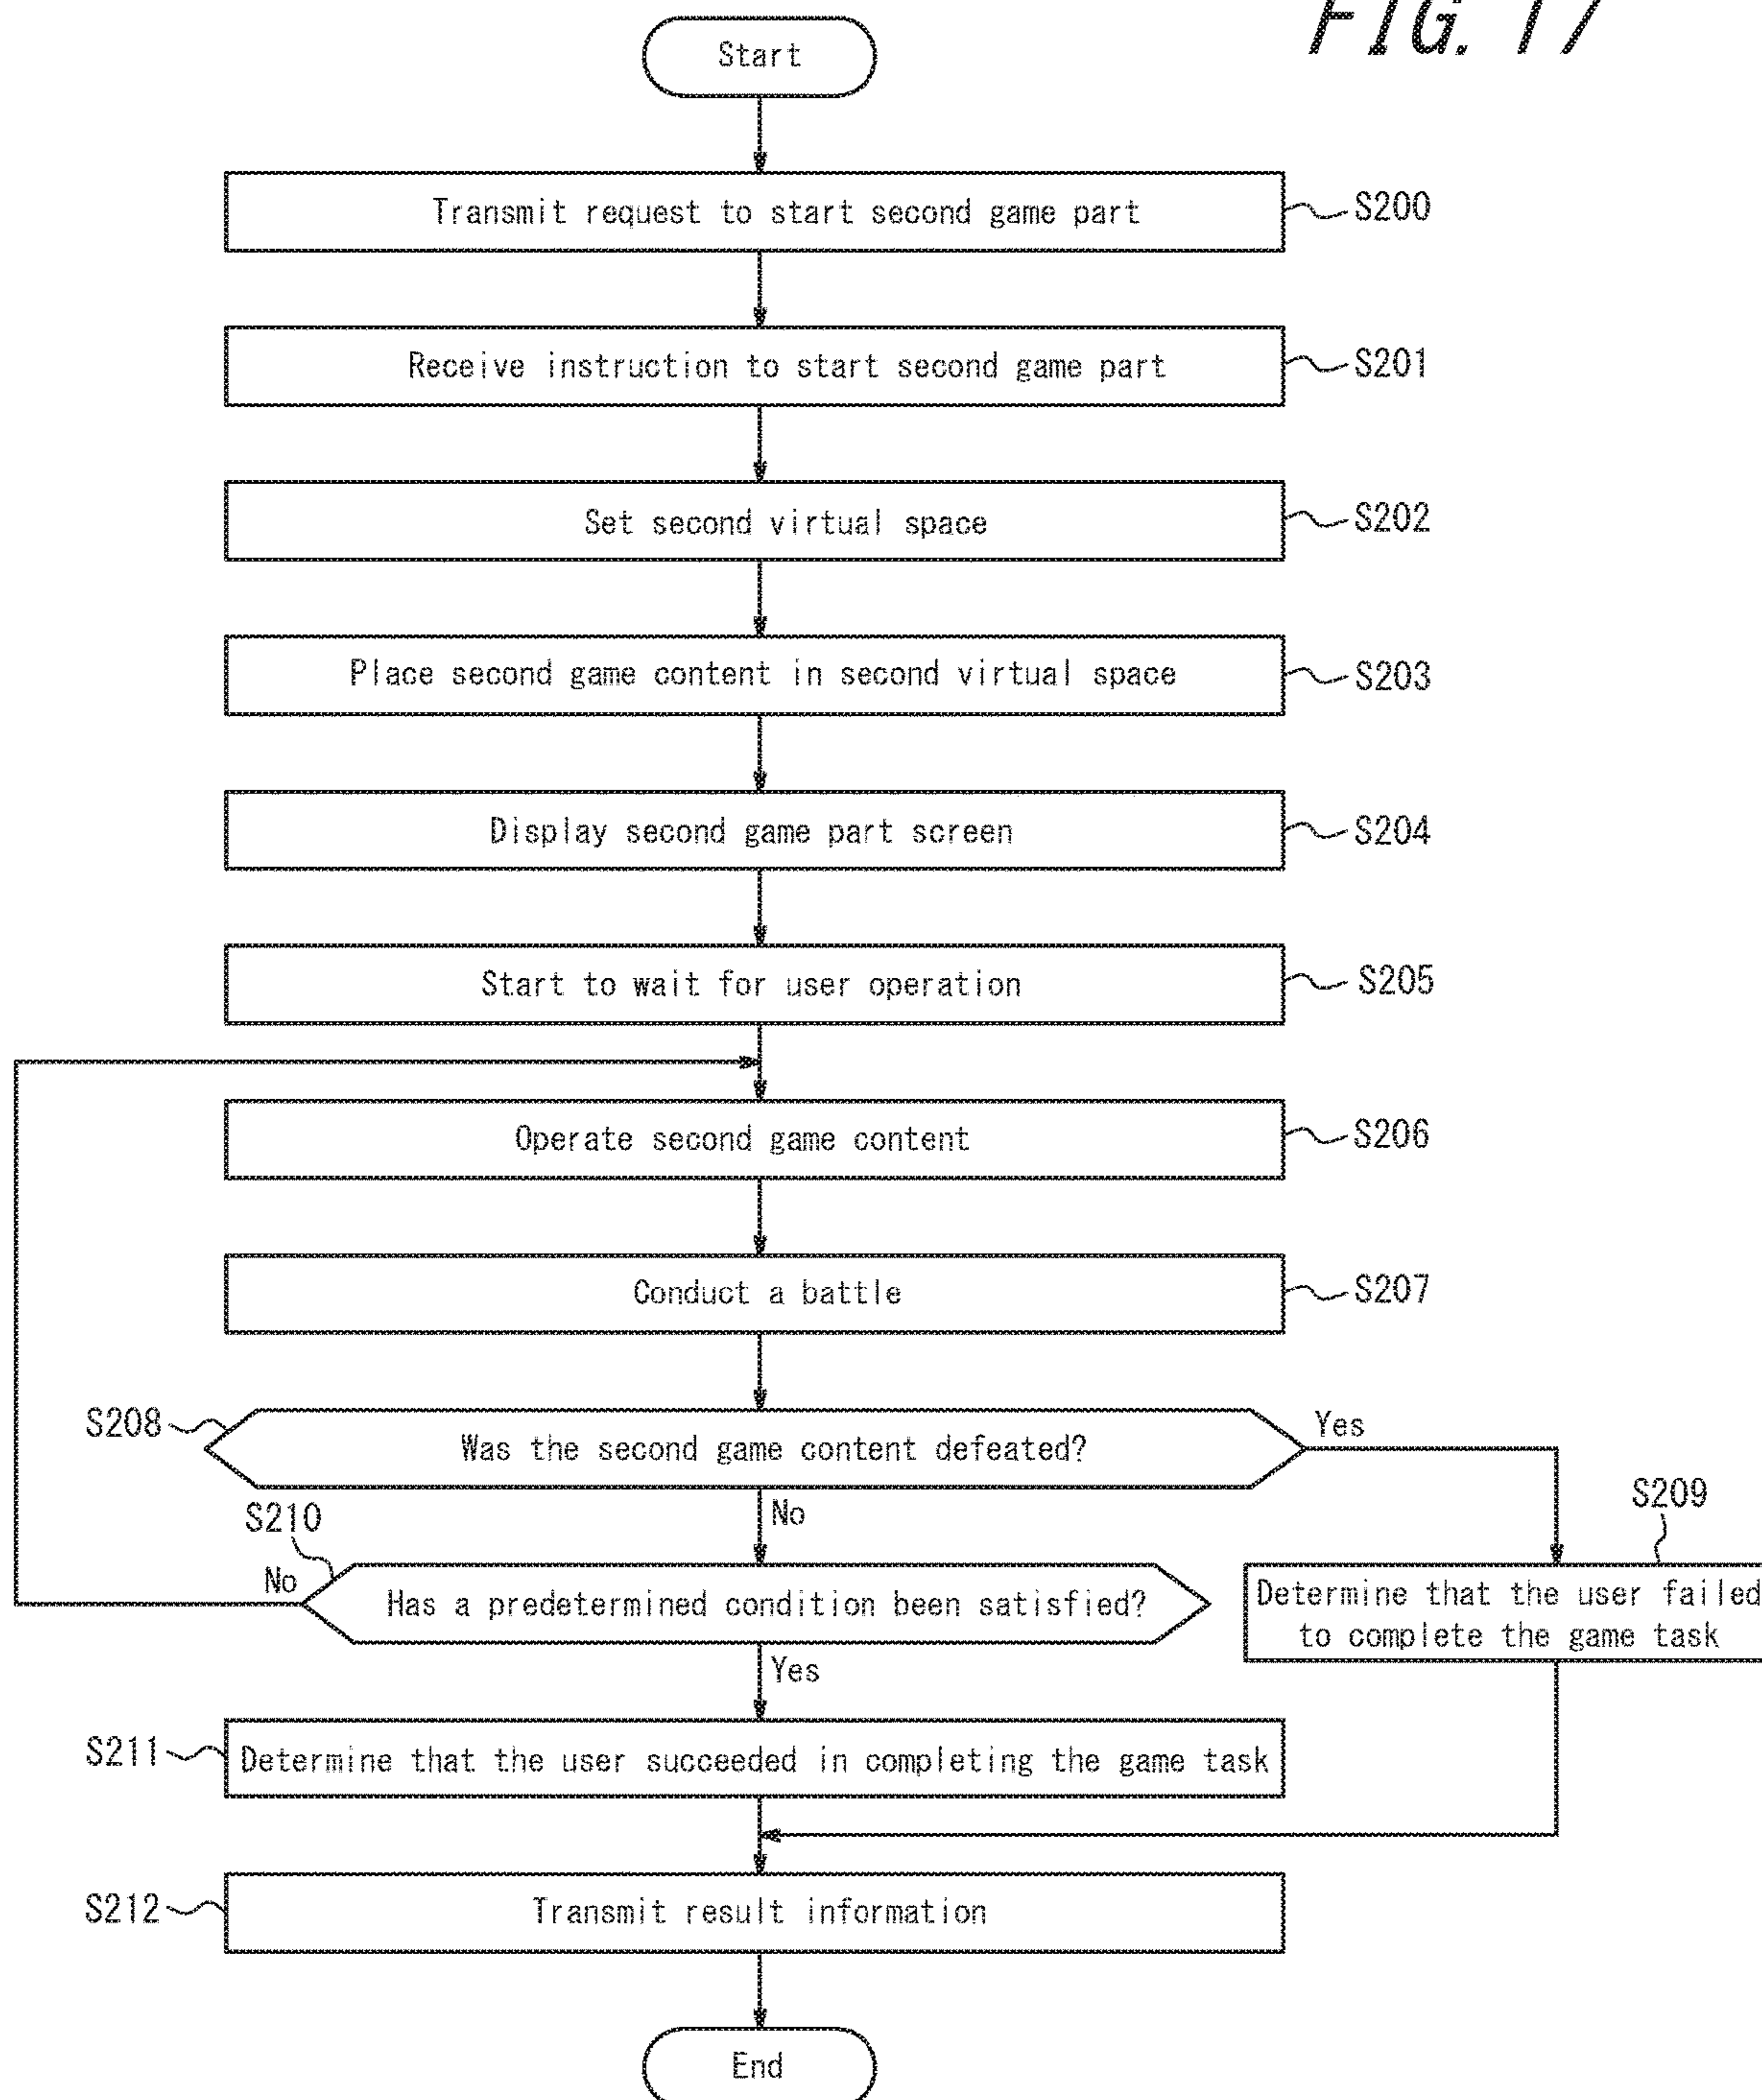 FIG. 17
Start
Transmit request to start second game part
S200
Receive instruction to start second game part
S201
Set second virtual space
S202
Place second game content in second virtual space
S203
Display second game part screen
S204
Start to wait for user operation
S205
Operate second game content
S206
Conduct a battle
S207
S208
Was the second game content defeated?
Yes
No
S209
S210
No
Has a predetermined condition been satisfied?
Determine that the user failed
to complete the game task
Yes
S211
Determine that the user succeeded in completing the game task
S212
Transmit result information
End